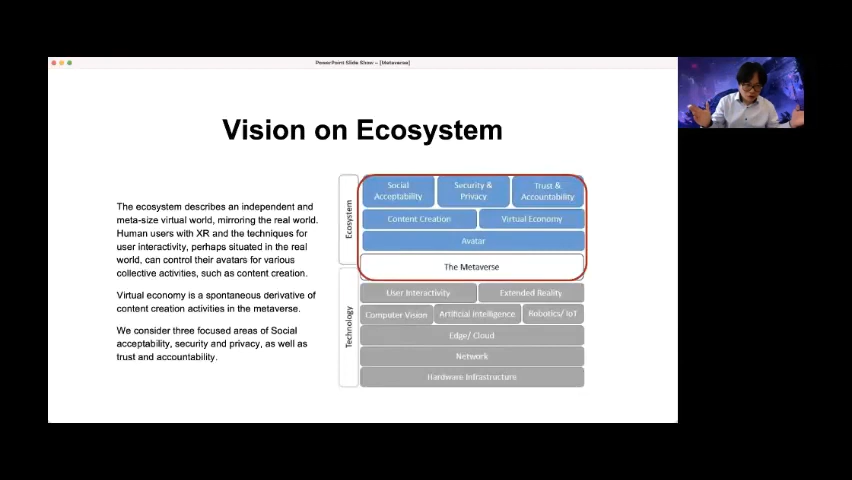 PowerPoint Slide Show - [Metaverse]
Vision on Ecosystem
The ecosystem describes an independent and
meta-size virtual world, mirroring the real world.
Human users with XR and the techniques for
user interactivity, perhaps situated in the real
world, can control their avatars for various
collective activities, such as content creation.
Virtual economy is a spontaneous derivative of
content creation activities in the metaverse.
We consider three focused areas of Social
acceptability, security and privacy, as well as
trust and accountability.
Ecosystem
Social
Acceptability
Security &
Privacy
Trust &
Accountability
Content Creation
Virtual Economy
Avatar
The Metaverse
Technology
User Interactivity
Extended Reality
Computer Vision
Artificial Intelligence
Robotics/ IoT
Edge/ Cloud
Network
Hardware Infrastructure